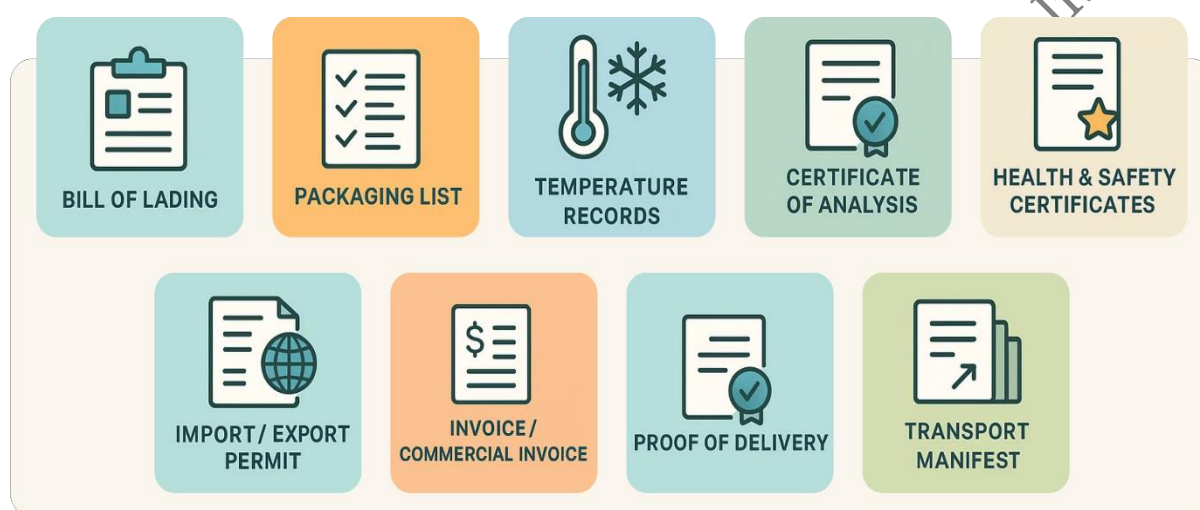 BILL OF LADING
PACKAGING LIST
TEMPERATURE
RECORDS
CERTIFICATE
OF ANALYSIS
HEALTH & SAFETY
CERTIFICATES
IMPORT / EXPORT
PERMIT
$
INVOICE /
COMMERCIAL INVOICE
PROOF OF DELIVERY
TRANSPORT
MANIFEST